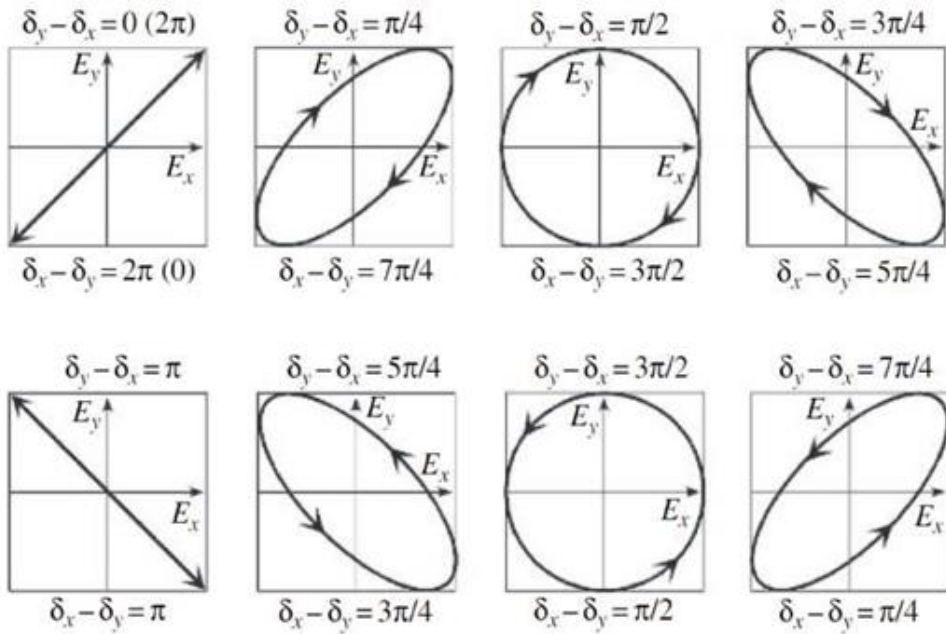 δy – δx = 0 (2π)
δy – δx = π/4
δy – δx = π/2
δy – δx = 3π/4
Ey
Ey
Ey
Ey
Ex
Ex
Ex
Ex
δx – δy = 2π (0)
δx – δy = 7π/4
δx – δy = 3π/2
δx – δy = 5π/4
δy – δx = π
δy – δx = 5π/4
δy – δx = 3π/2
δy – δx = 7π/4
Ey
Ey
Ey
Ey
Ex
Ex
Ex
Ex
δx – δy = π
δx – δy = 3π/4
δx – δy = π/2
δx – δy = π/4